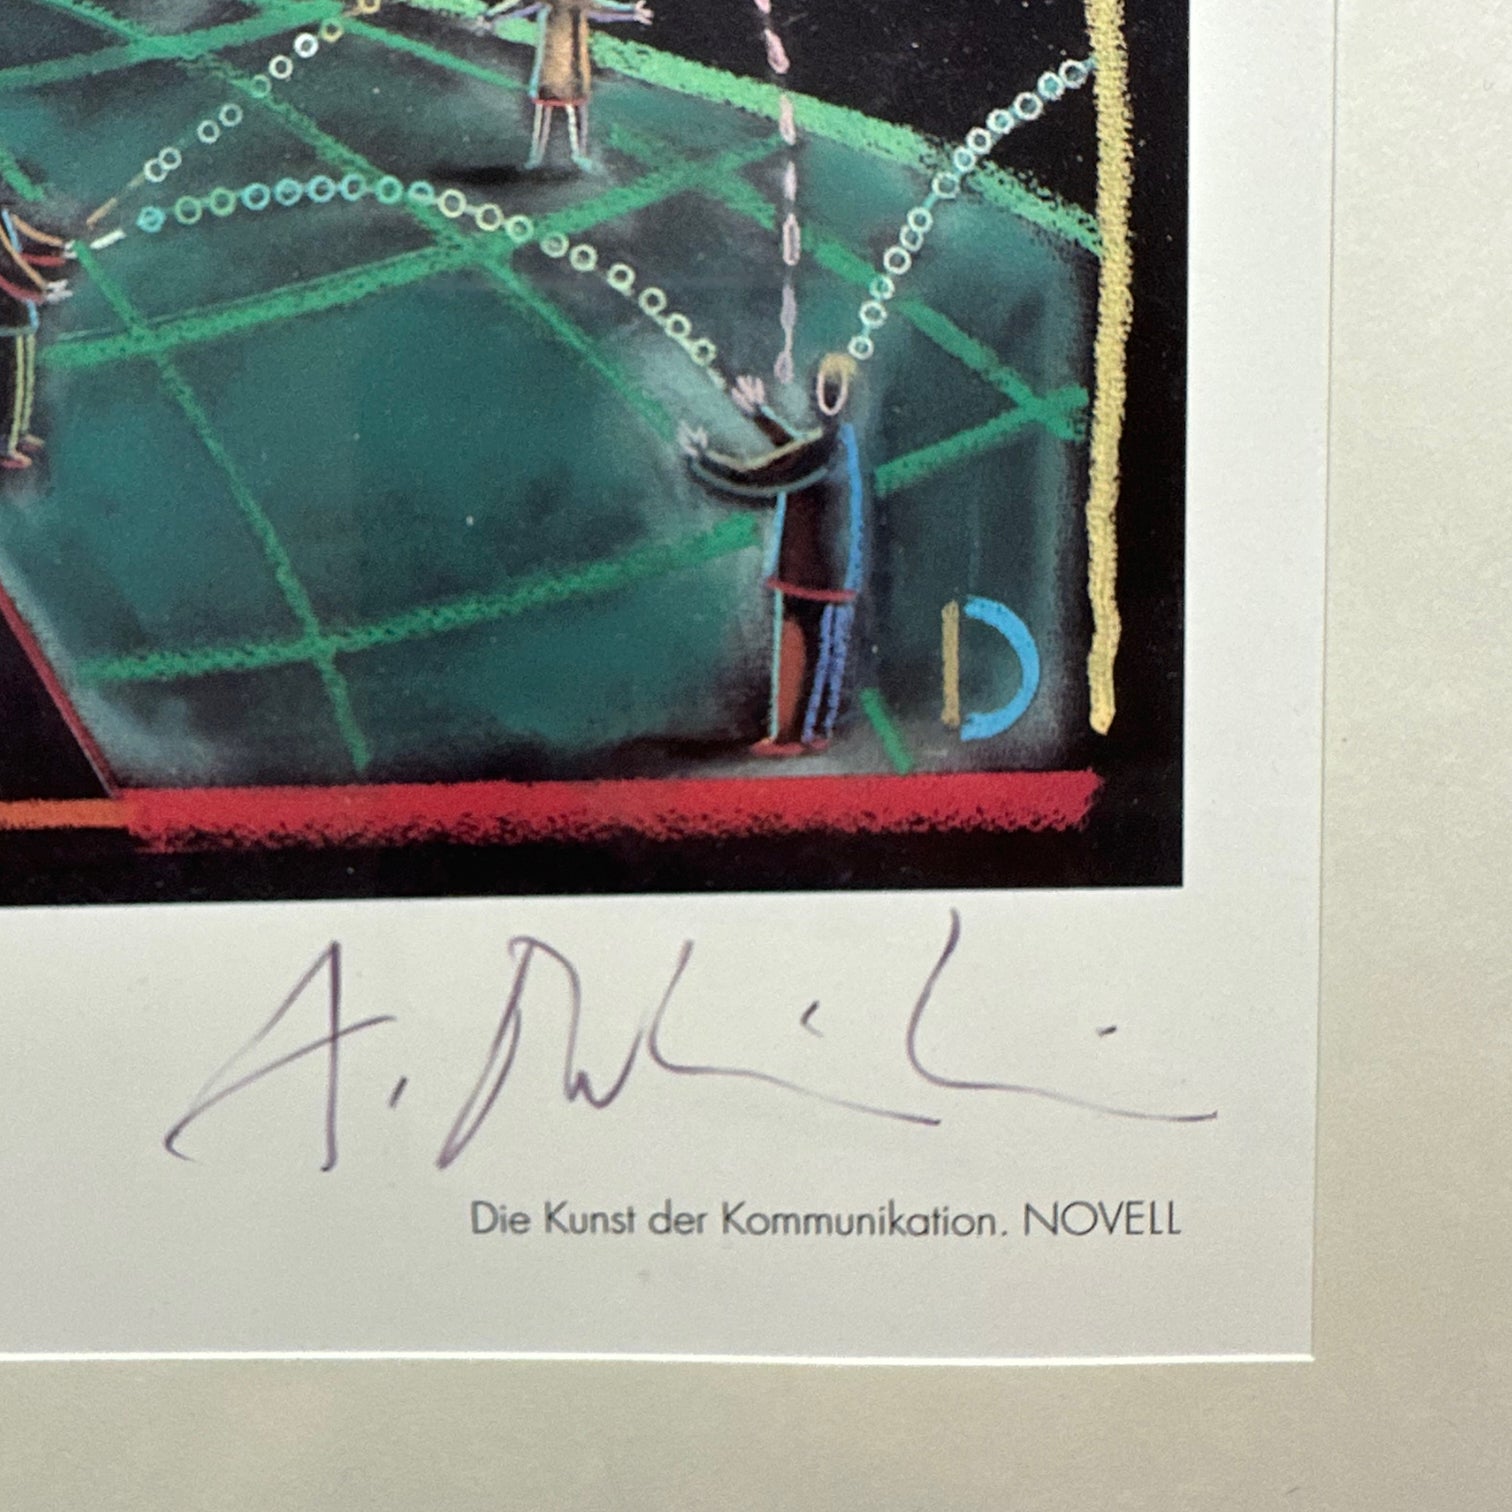 D
A.
Die Kunst der Kommunikation. NOVELL